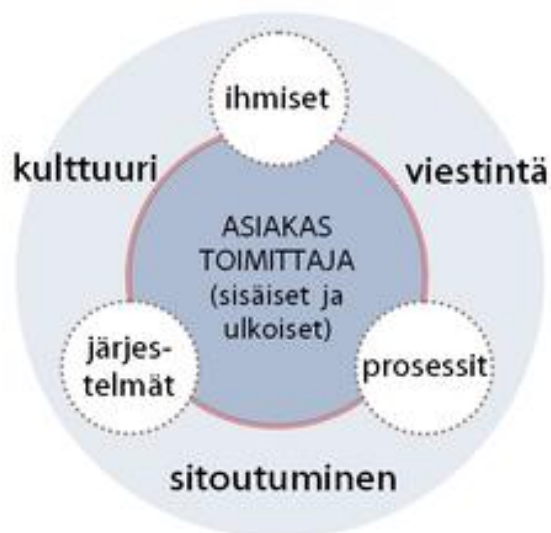 ihmiset
kulttuuri
viestintä
ASIAKAS
TOIMITTAJA
(sisäiset ja
ulkoiset)
järjes-
telmät
prosessit
sitoutuminen